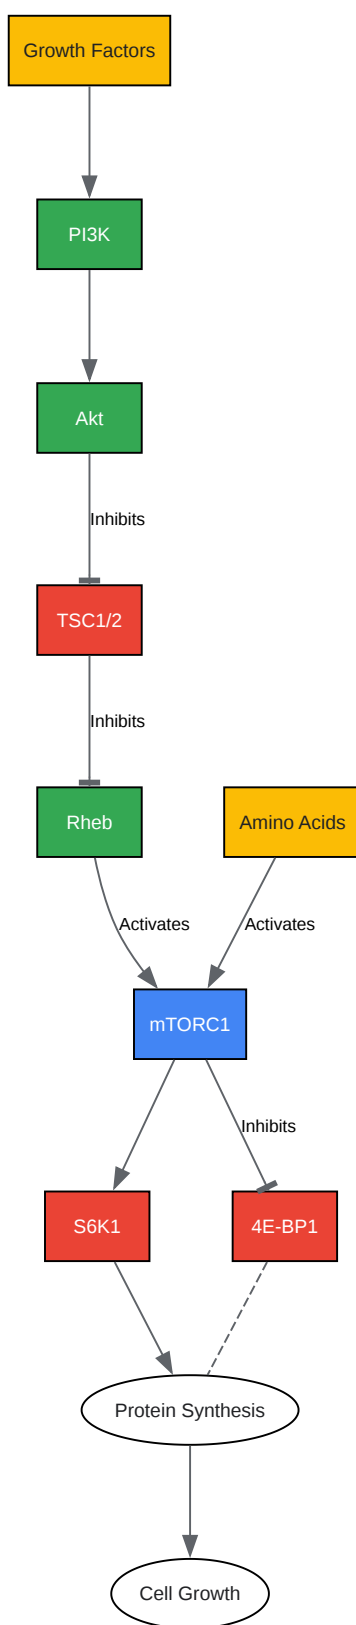 Growth Factors
PI3K
Akt
Inhibits
TSC1/2
Inhibits
Rheb
Amino Acids
Activates
Activates
mTORC1
Inhibits
S6K1
4E-BP1
Protein Synthesis
Cell Growth